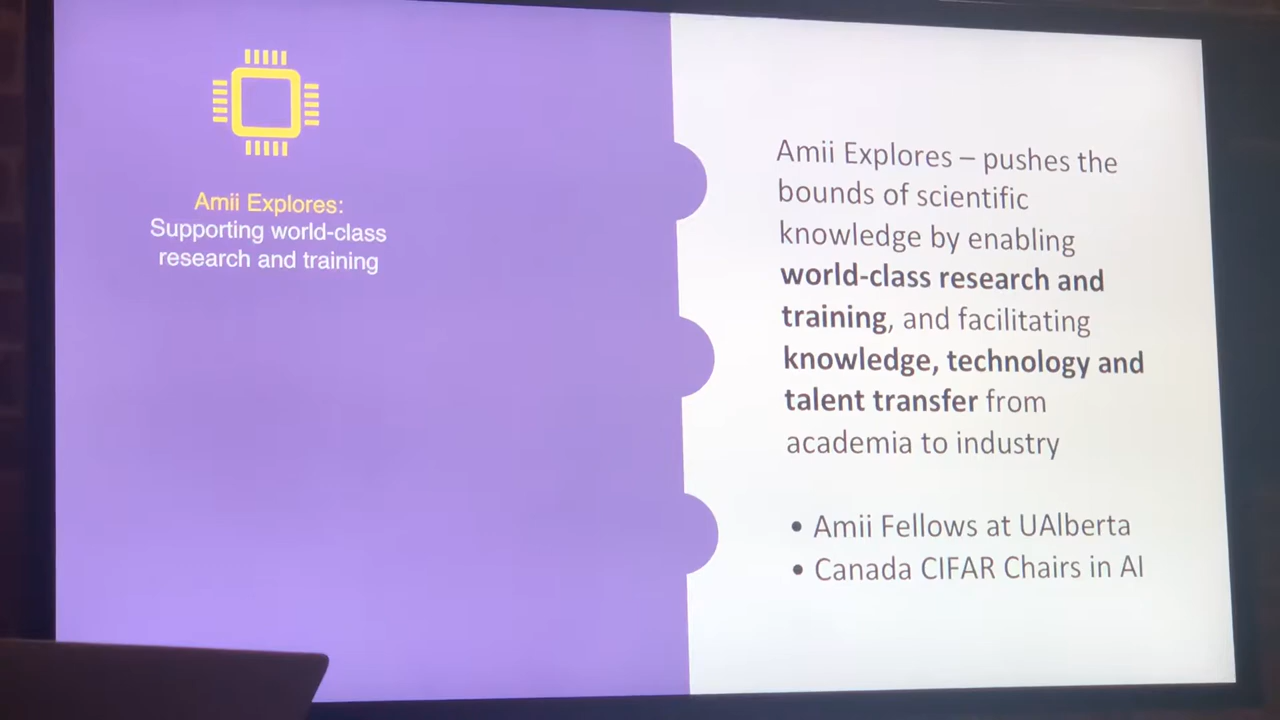 Amii Explores:
Supporting world-class
research and training
Amii Explores – pushes the
bounds of scientific
knowledge by enabling
world-class research and
training, and facilitating
knowledge, technology and
talent transfer from
academia to industry
• Amii Fellows at UAlberta
• Canada CIFAR Chairs in AI